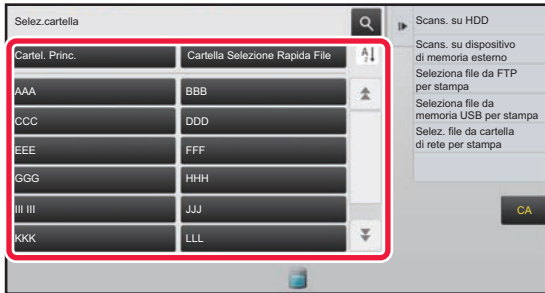 Selez.cartella
Cartel. Princ.
Cartella Selezione Rapida File
AAA
BBB
CCC
DDD
EEE
FFF
GGG
HHH
III III
JJJ
KKK
LLL
Scans. su HDD
Scans. su dispositivo
di memoria esterno
Seleziona file da FTP
per stampa
Seleziona file da
memoria USB per stampa
Selez. file da cartella
di rete per stampa
CA